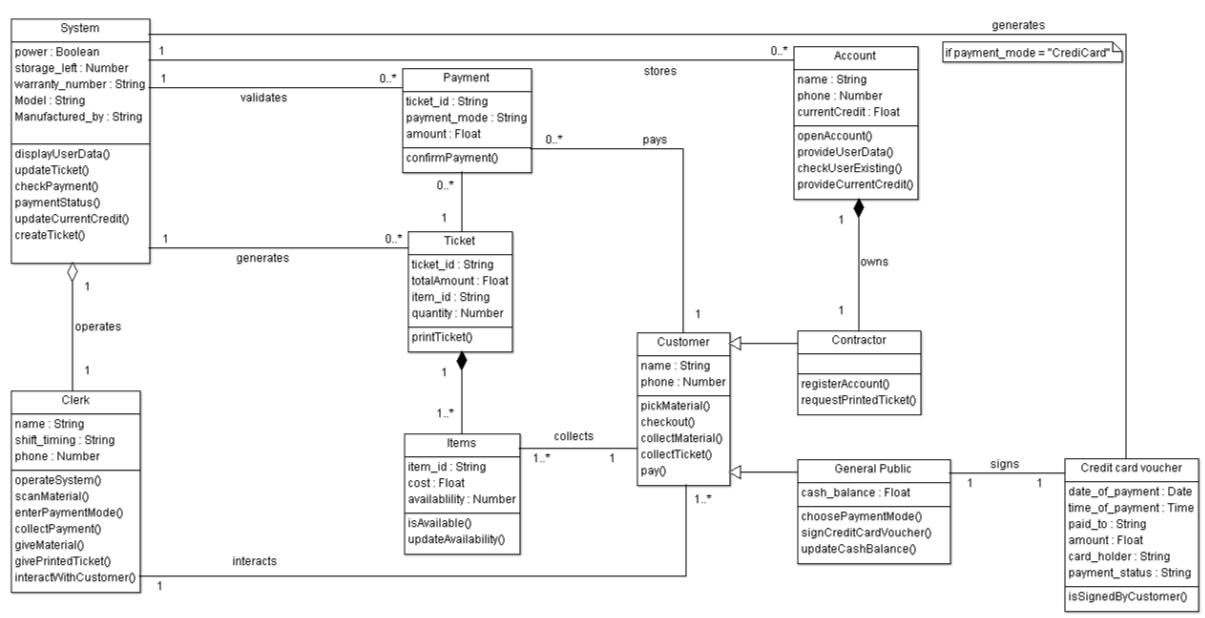 System
power : Boolean
storage_left : Number
warranty_number : String
Model : String
Manufactured_by : String
displayUserData()
updateTicket()
checkPayment()
paymentStatus()
updateCurrentCredit()
createTicket()
generates
if payment_mode = "CrediCard"
1
0..*
stores
1
0..*
validates
Payment
ticket_id : String
payment_mode : String
amount : Float
confirmPayment()
Account
name : String
phone : Number
currentCredit : Float
openAccount()
provideUserData()
checkUserExisting()
provideCurrentCredit()
0..*
pays
1
0..*
1
1
0..*
generates
Ticket
ticket_id : String
totalAmount : Float
item_id : String
quantity : Number
printTicket()
1
owns
1
1
operates
1
Clerk
name : String
shift_timing : String
phone : Number
operateSystem()
scanMaterial()
enterPaymentMode()
collectPayment()
giveMaterial()
givePrintedTicket()
interactWithCustomer()
1
1..*
Items
item_id : String
cost : Float
availablility : Number
isAvailable()
updateAvailability()
collects
1..*
1
Customer
name : String
phone : Number
pickMaterial()
checkout()
collectMaterial()
collectTicket()
pay()
1..*
interacts
1
Contractor
registerAccount()
requestPrintedTicket()
General Public
cash_balance : Float
choosePaymentMode()
signCreditCardVoucher()
updateCashBalance()
signs
1
1
Credit card voucher
date_of_payment : Date
time_of_payment : Time
paid_to : String
amount : Float
card_holder : String
payment_status : String
isSignedByCustomer()